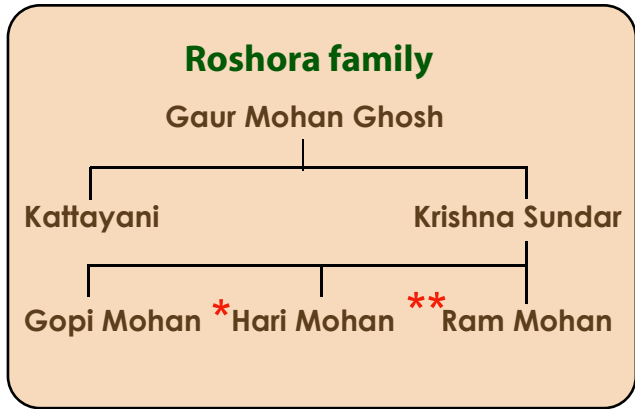 Roshora family
Gaur Mohan Ghosh
Kattayani Krishna Sundar
Gopi Mohan *Hari Mohan **Ram Mohan